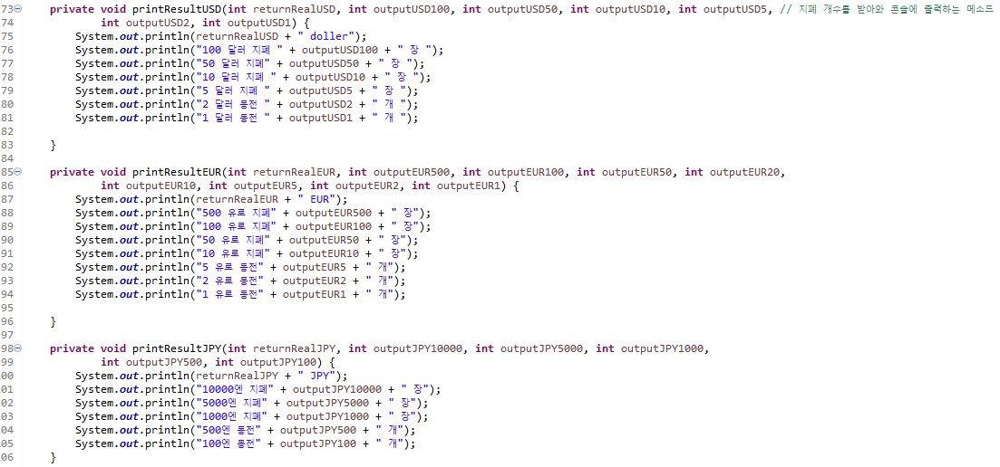 73 private void printResultUSD(int returnRealUSD, int outputUSD100, int outputUSD50, int outputUSD10, int outputUSD5, // 지폐 개수를 받아와 콘솔에 출력하는 메소드
74 int outputUSD2, int outputUSD1) {
75 System.out.println(returnRealUSD + " doller");
76 System.out.println("100 달러 지폐 " + outputUSD100 + " 장 ");
77 System.out.println("50 달러 지폐" + outputUSD50 + " 장 ");
78 System.out.println("10 달러 지폐 " + outputUSD10 + " 장 ");
79 System.out.println("5 달러 지폐 " + outputUSD5 + " 장 ");
80 System.out.println("2 달러 동전 " + outputUSD2 + " 개 ");
81 System.out.println("1 달러 동전 " + outputUSD1 + " 개 ");
82
83 }
84
85 private void printResultEUR(int returnRealEUR, int outputEUR500, int outputEUR100, int outputEUR50, int outputEUR20,
86 int outputEUR10, int outputEUR5, int outputEUR2, int outputEUR1) {
87 System.out.println(returnRealEUR + " EUR");
88 System.out.println("500 유로 지폐" + outputEUR500 + " 장");
89 System.out.println("100 유로 지폐" + outputEUR100 + " 장");
90 System.out.println("50 유로 지폐" + outputEUR50 + " 장");
91 System.out.println("10 유로 지폐" + outputEUR10 + " 장");
92 System.out.println("5 유로 동전" + outputEUR5 + " 개");
93 System.out.println("2 유로 동전" + outputEUR2 + " 개");
94 System.out.println("1 유로 동전" + outputEUR1 + " 개");
95
96 }
97
98 private void printResultJPY(int returnRealJPY, int outputJPY10000, int outputJPY5000, int outputJPY1000,
99 int outputJPY500, int outputJPY100) {
00 System.out.println(returnRealJPY + " JPY");
01 System.out.println("10000엔 지폐" + outputJPY10000 + " 장");
02 System.out.println("5000엔 지폐" + outputJPY5000 + " 장");
03 System.out.println("1000엔 지폐" + outputJPY1000 + " 장");
04 System.out.println("500엔 동전" + outputJPY500 + " 개");
05 System.out.println("100엔 동전" + outputJPY100 + " 개");
06 }